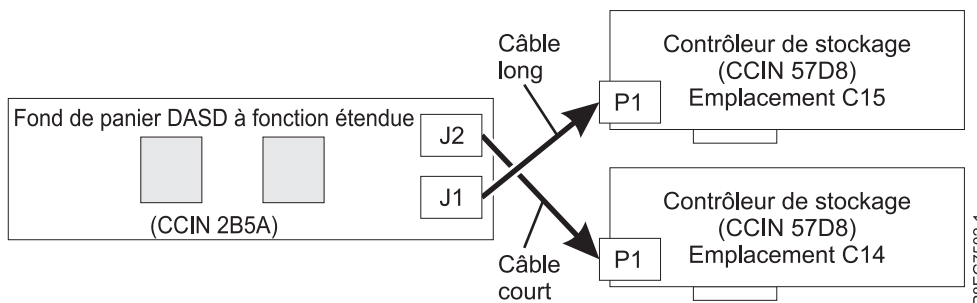 Câble
long
Contrôleur de stockage
(CCIN 57D8)
Emplacement C15
P1
Fond de panier DASD à fonction étendue
J2
J1
(CCIN 2B5A)
Contrôleur de stockage
(CCIN 57D8)
Emplacement C14
P1
Câble
court